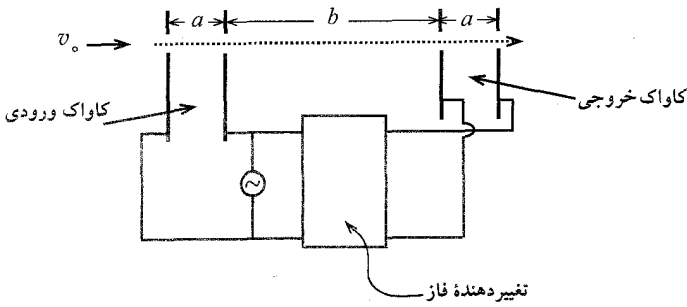 a b a
v₀
کاواک خروجی
کاواک ورودی
تغییردهندهٔ فاز